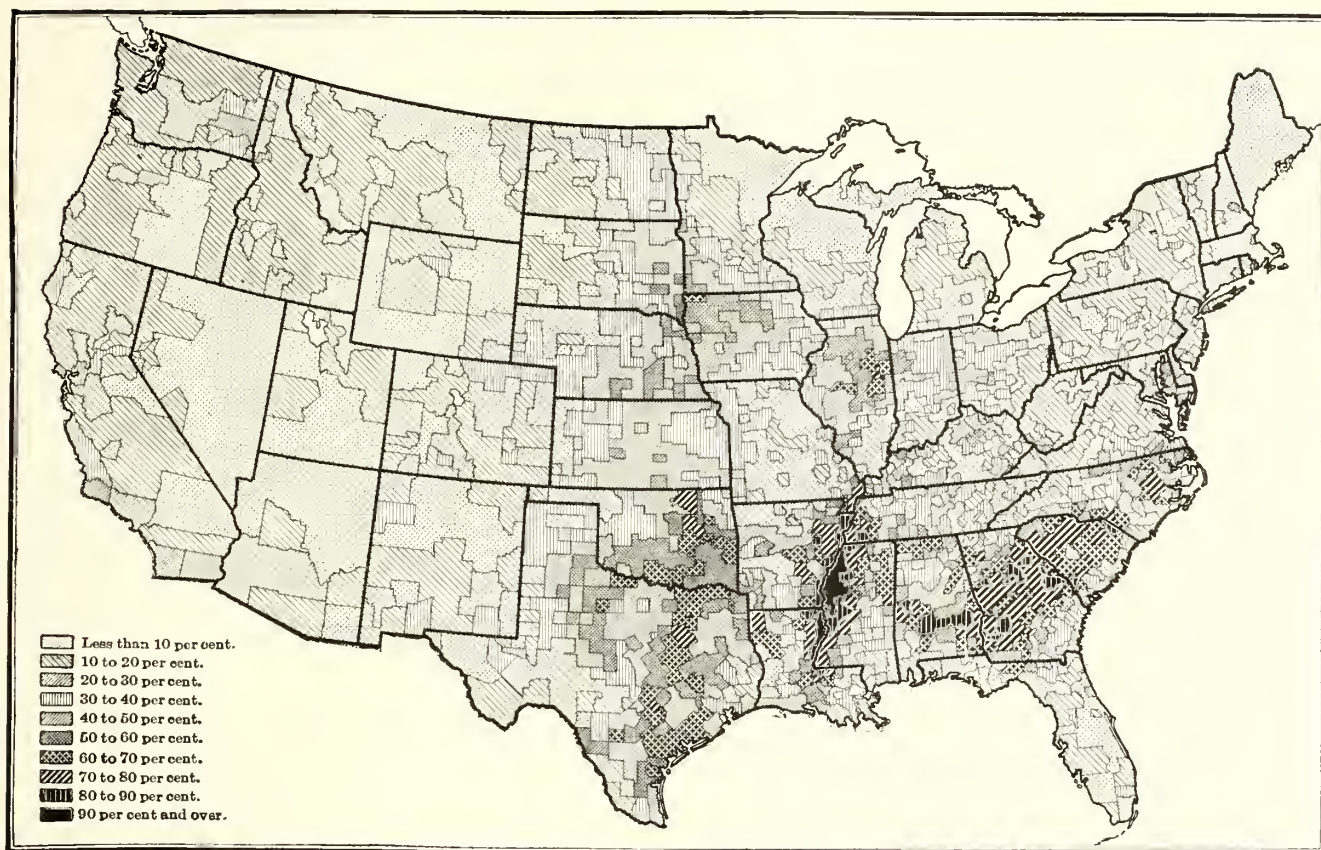 Less than 10 per cent.
10 to 20 per cent.
20 to 30 per cent.
30 to 40 per cent.
40 to 50 per cent.
50 to 60 per cent.
60 to 70 per cent.
70 to 80 per cent.
80 to 90 per cent.
90 per cent and over.